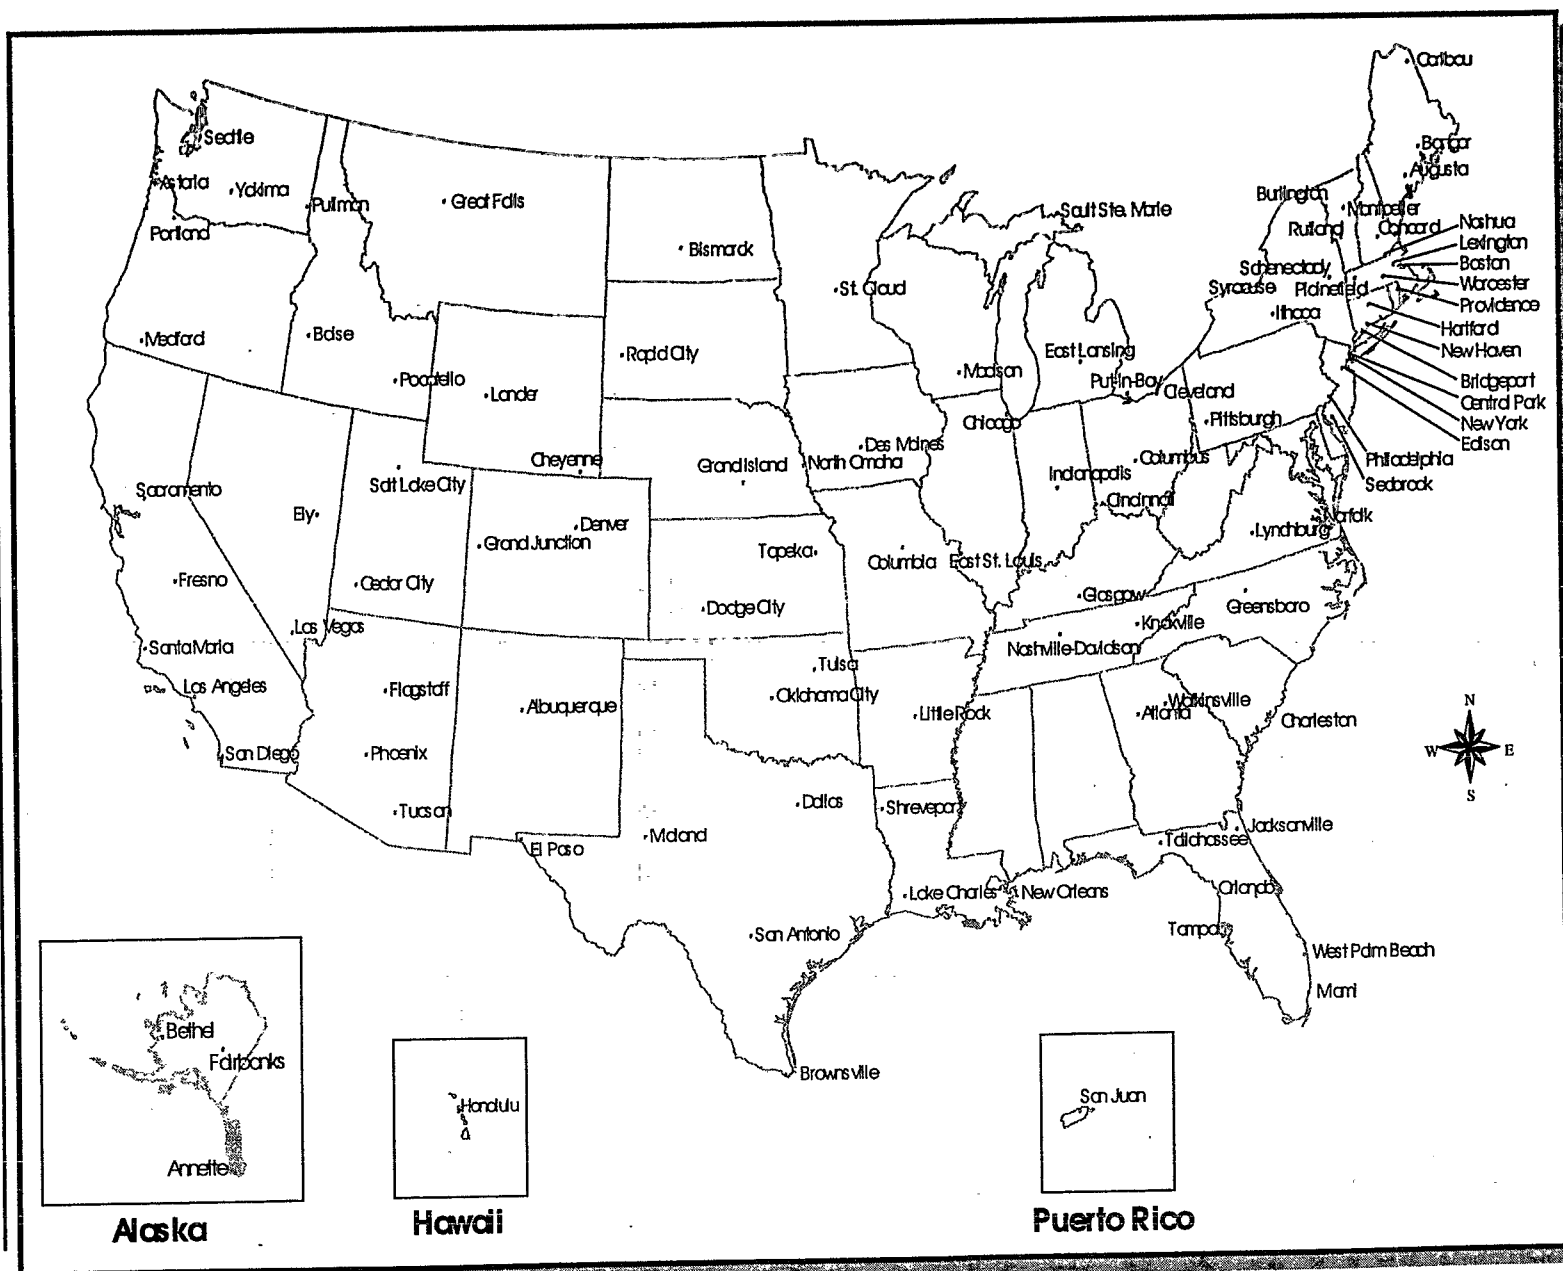 Caribou
Bangor
Augusta
Seattle
Astoria
Yakima
Pullman
Great Falls
Burlington
Montpelier
Sault Ste. Marie
Portland
Rutland
Concord
Nashua
Lexington
Boston
Bismarck
Schenectady
Worcester
St. Cloud
Syracuse
Plainfield
Providence
Ithaca
Hartford
Medford
Boise
New Haven
Rapid City
East Lansing
Madison
Pocatello
Put-In-Bay
Bridgeport
Lander
Cleveland
Central Park
Chicago
Pittsburgh
New York
Des Moines
Edison
Cheyenne
Grand Island
North Omaha
Columbus
Philadelphia
Indianapolis
Salt Lake City
Sacramento
Seabrook
Cincinnati
Ely
Norfolk
Denver
Lynchburg
Grand Junction
Topeka
Columbia
East St. Louis
Fresno
Cedar City
Glasgow
Dodge City
Greensboro
Las Vegas
Knoxville
Santa Maria
Nashville-Davidson
Tulsa
Los Angeles
Flagstaff
Oklahoma City
Watkinsville
N
Albuquerque
Little Rock
Atlanta
Charleston
San Diego
Phoenix
W
E
S
Dallas
Tucson
Shreveport
Jacksonville
Midland
El Paso
Tallahassee
Lake Charles
New Orleans
Orlando
San Antonio
Tampa
West Palm Beach
Miami
Bethel
Fairbanks
Brownsville
Honolulu
San Juan
Annette
Alaska
Hawaii
Puerto Rico